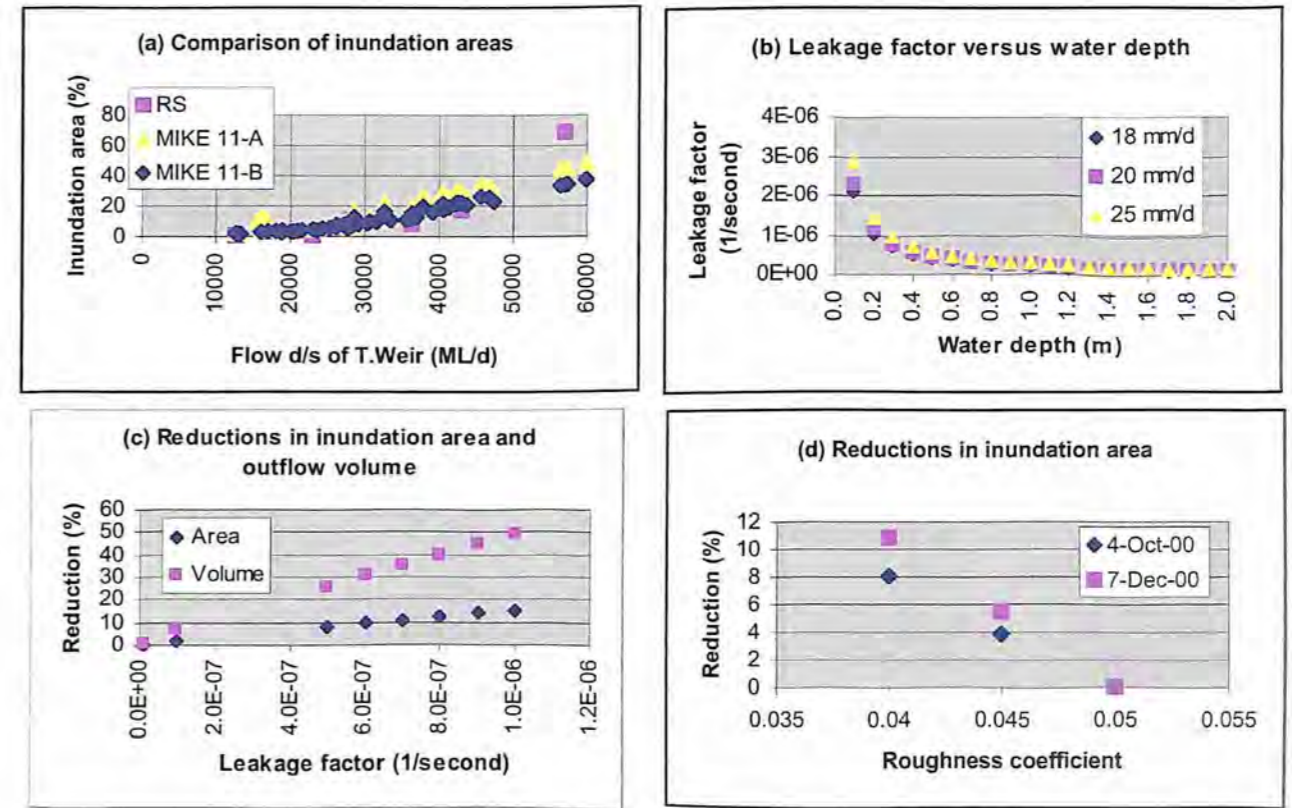 (a) Comparison of inundation areas
Inundation area (%)
80
60
40
20
0
RS
MIKE 11-A
MIKE 11-B
0
10000
20000
30000
40000
50000
60000
Flow d/s of T.Weir (ML/d)
(b) Leakage factor versus water depth
Leakage factor
(1/second)
4E-06
3E-06
2E-06
1E-06
0E+00
18 mm/d
20 mm/d
25 mm/d
0.0
0.2
0.4
0.6
0.8
1.0
1.2
1.4
1.6
1.8
2.0
Water depth (m)
(c) Reductions in inundation area and
outflow volume
Reduction (%)
60
50
40
30
20
10
0
Area
Volume
0.0E+00
2.0E-07
4.0E-07
6.0E-07
8.0E-07
1.0E-06
1.2E-06
Leakage factor (1/second)
(d) Reductions in inundation area
Reduction (%)
12
10
8
6
4
2
0
4-Oct-00
7-Dec-00
0.035
0.04
0.045
0.05
0.055
Roughness coefficient